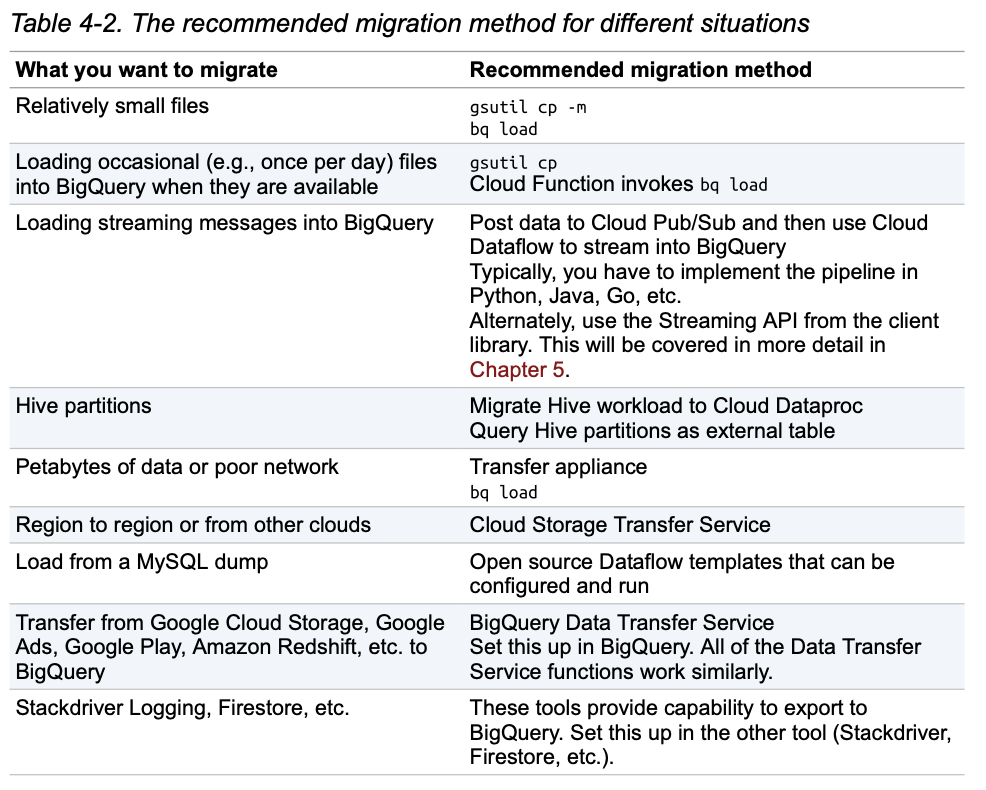 Table 4-2. The recommended migration method for different situations
What you want to migrate
Recommended migration method
Relatively small files
gsutil cp -m
bq load
Loading occasional (e.g., once per day) files
into BigQuery when they are available
gsutil cp
Cloud Function invokes bq load
Loading streaming messages into BigQuery
Post data to Cloud Pub/Sub and then use Cloud
Dataflow to stream into BigQuery
Typically, you have to implement the pipeline in
Python, Java, Go, etc.
Alternately, use the Streaming API from the client
library. This will be covered in more detail in
Chapter 5.
Hive partitions
Migrate Hive workload to Cloud Dataproc
Query Hive partitions as external table
Petabytes of data or poor network
Transfer appliance
bq load
Region to region or from other clouds
Cloud Storage Transfer Service
Load from a MySQL dump
Open source Dataflow templates that can be
configured and run
Transfer from Google Cloud Storage, Google
Ads, Google Play, Amazon Redshift, etc. to
BigQuery
BigQuery Data Transfer Service
Set this up in BigQuery. All of the Data Transfer
Service functions work similarly.
Stackdriver Logging, Firestore, etc.
These tools provide capability to export to
BigQuery. Set this up in the other tool (Stackdriver,
Firestore, etc.).